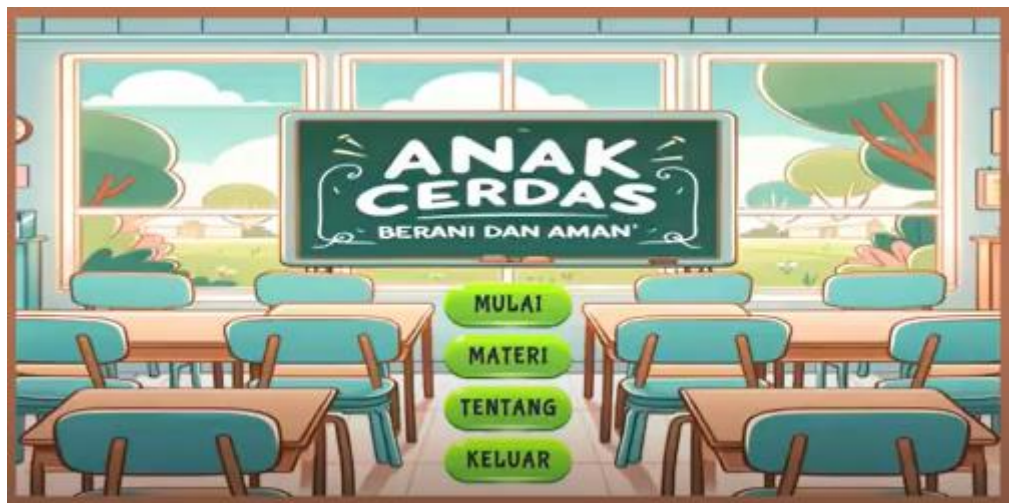 ANAK
CERDAS
BERANI DAN AMAN'
MULAI
MATERI
TENTANG
KELUAR